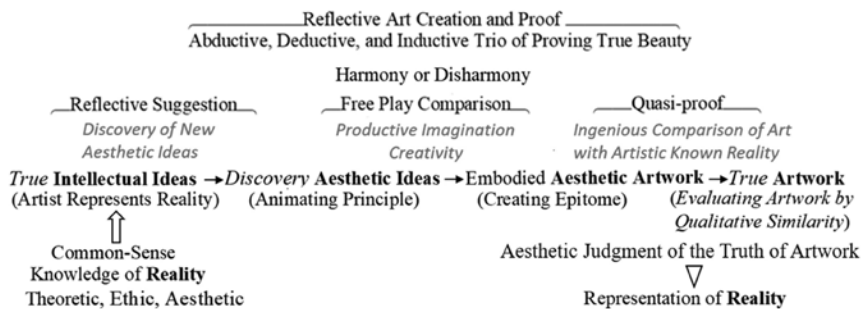 Reflective Art Creation and Proof
Abductive, Deductive, and Inductive Trio of Proving True Beauty
Harmony or Disharmony
Reflective Suggestion Free Play Comparison Quasi-proof
Discovery of New Productive Imagination Ingenious Comparison of Art
Aesthetic Ideas Creativity with Artistic Known Reality
True Intellectual Ideas → Discovery Aesthetic Ideas → Embodied Aesthetic Artwork → True Artwork
(Artist Represents Reality) (Animating Principle) (Creating Epitome) (Evaluating Artwork by
Qualitative Similarity)
Common-Sense Aesthetic Judgment of the Truth of Artwork
Knowledge of Reality
Theoretic, Ethic, Aesthetic Representation of Reality